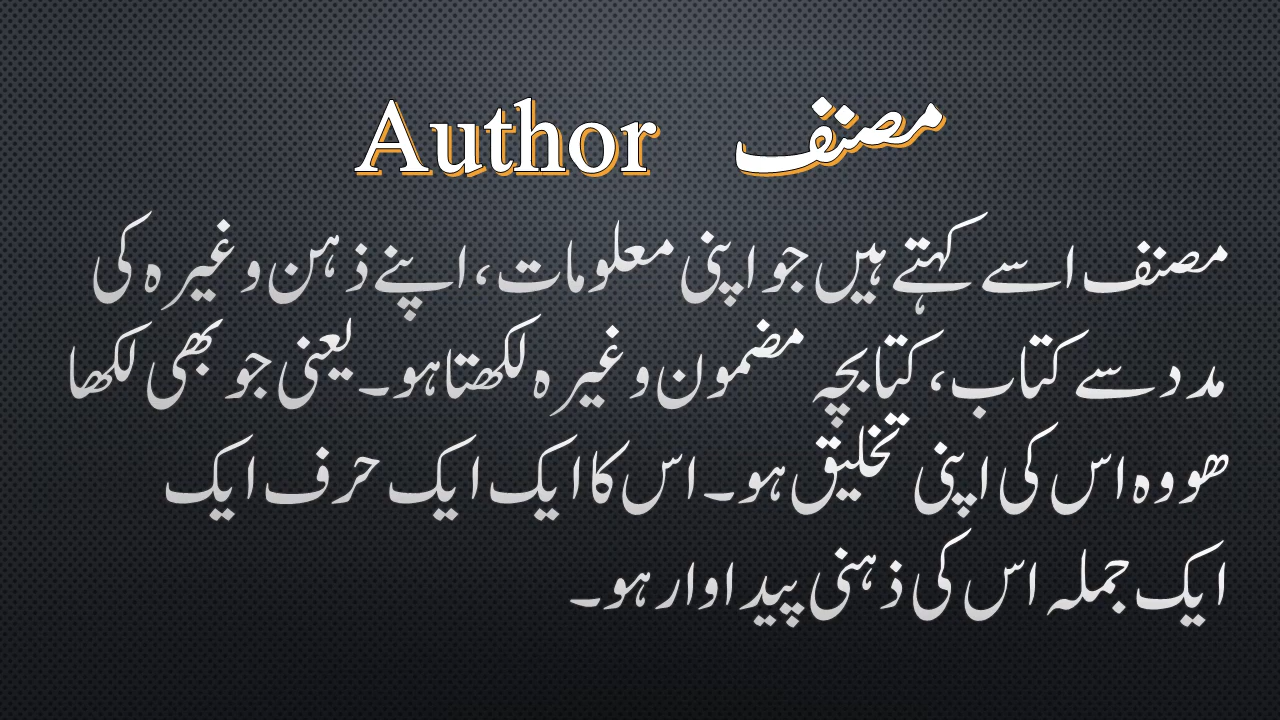 مصنف Author
مصنف اسے کہتے ہیں جو اپنی معلومات، اپنے ذہن وغیرہ کی
مدد سے کتاب، کتابچہ مضمون وغیرہ لکھتا ہو۔ یعنی جو بھی لکھا
ھو وہ اس کی اپنی تخلیق ہو۔ اس کا ایک ایک حرف ایک
ایک جملہ اس کی ذہنی پیداوار ہو۔